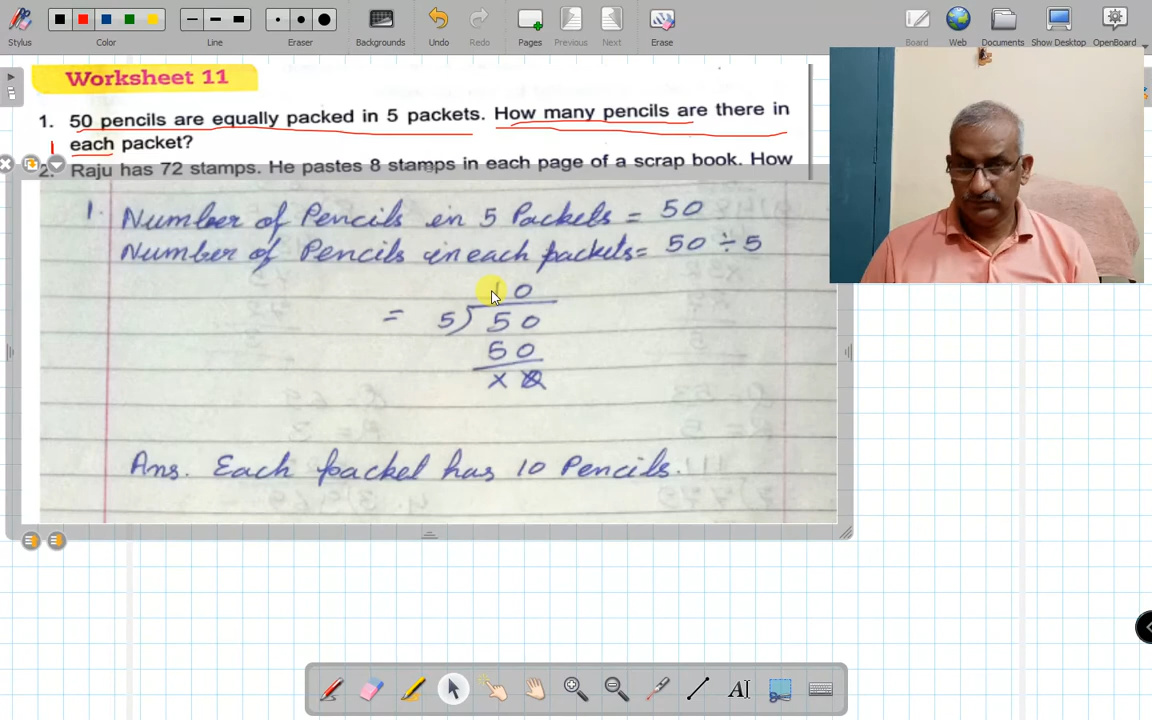 Stylus
Color
Line
Eraser
Backgrounds
Undo
Redo
Pages
Previous
Next
Erase
Board
Web
Documents
Show Desktop
OpenBoard
Worksheet 11
1. 50 pencils are equally packed in 5 packets. How many pencils are there in
each packet?
2. Raju has 72 stamps. He pastes 8 stamps in each page of a scrap book. How
1. Number of Pencils in 5 Packets = 50
Number of Pencils in each packets = 50 ÷ 5
10
= 5) 50
50
x
Ans. Each packet has 10 Pencils.